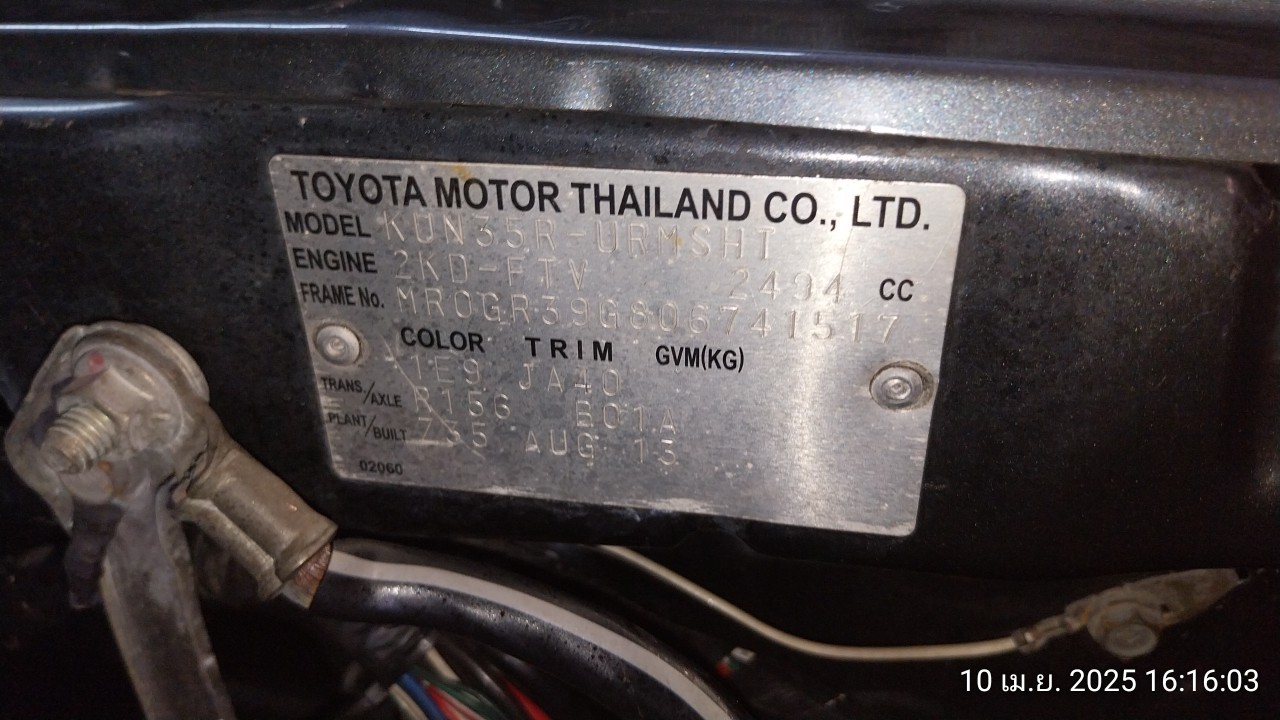 TOYOTA MOTOR THAILAND CO., LTD.
MODEL KUN35R-URMSHT
ENGINE 2KD-FTV 2494 CC
FRAME No. MR0GR39G806741517
COLOR TRIM GVM(KG)
1E9 JA40
TRANS./AXLE R156 B01A
PLANT/BUILT Z35 AUG 13
02060
10 เม.ย. 2025 16:16:03